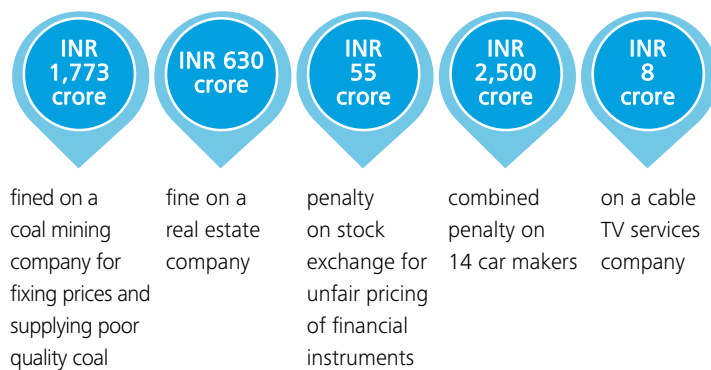 INR
1,773
crore
fined on a
coal mining
company for
fixing prices and
supplying poor
quality coal
INR 630
crore
fine on a
real estate
company
INR
55
crore
penalty
on stock
exchange for
unfair pricing
of financial
instruments
INR
2,500
crore
combined
penalty on
14 car makers
INR
8
crore
on a cable
TV services
company